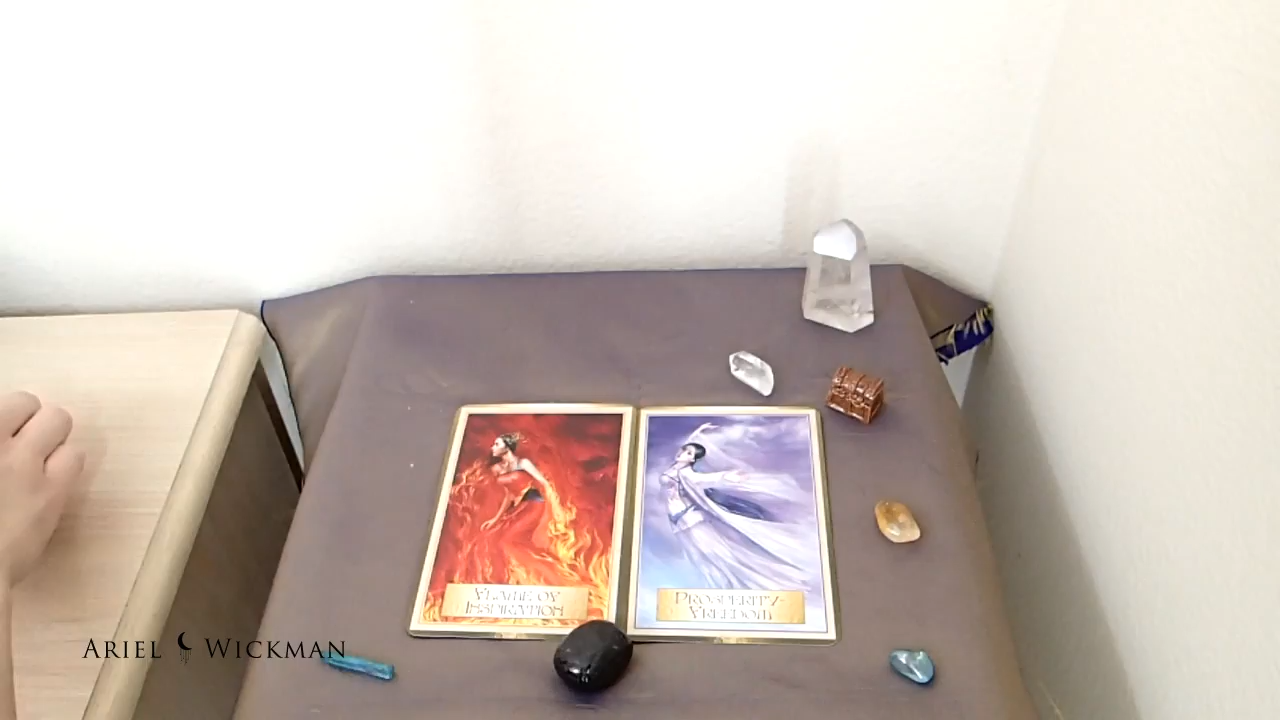 FLAME OF
INSPIRATION
PROSPERITY-
FREEDOM
ARIEL WICKMAN